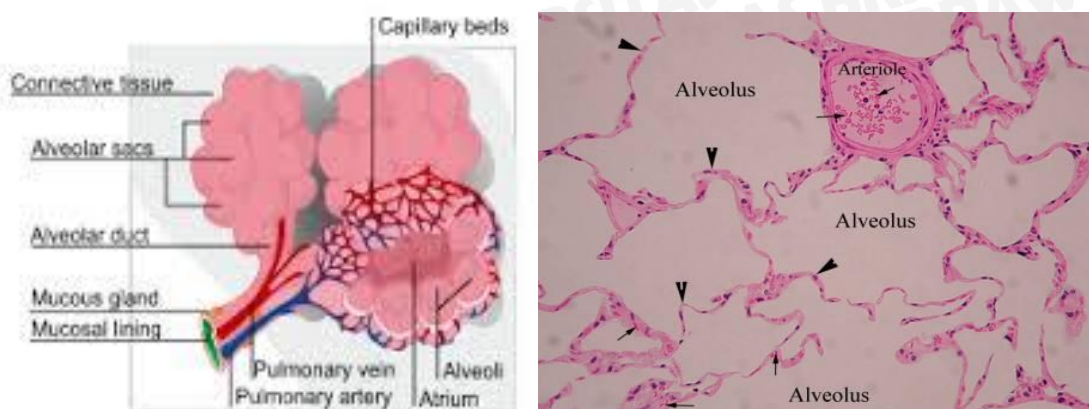 Capillary beds
Connective tissue
Alveolar sacs
Alveolar duct
Mucous gland
Mucosal lining
Pulmonary vein
Pulmonary artery
Alveoli
Atrium
Arteriole
Alveolus
Alveolus
Alveolus